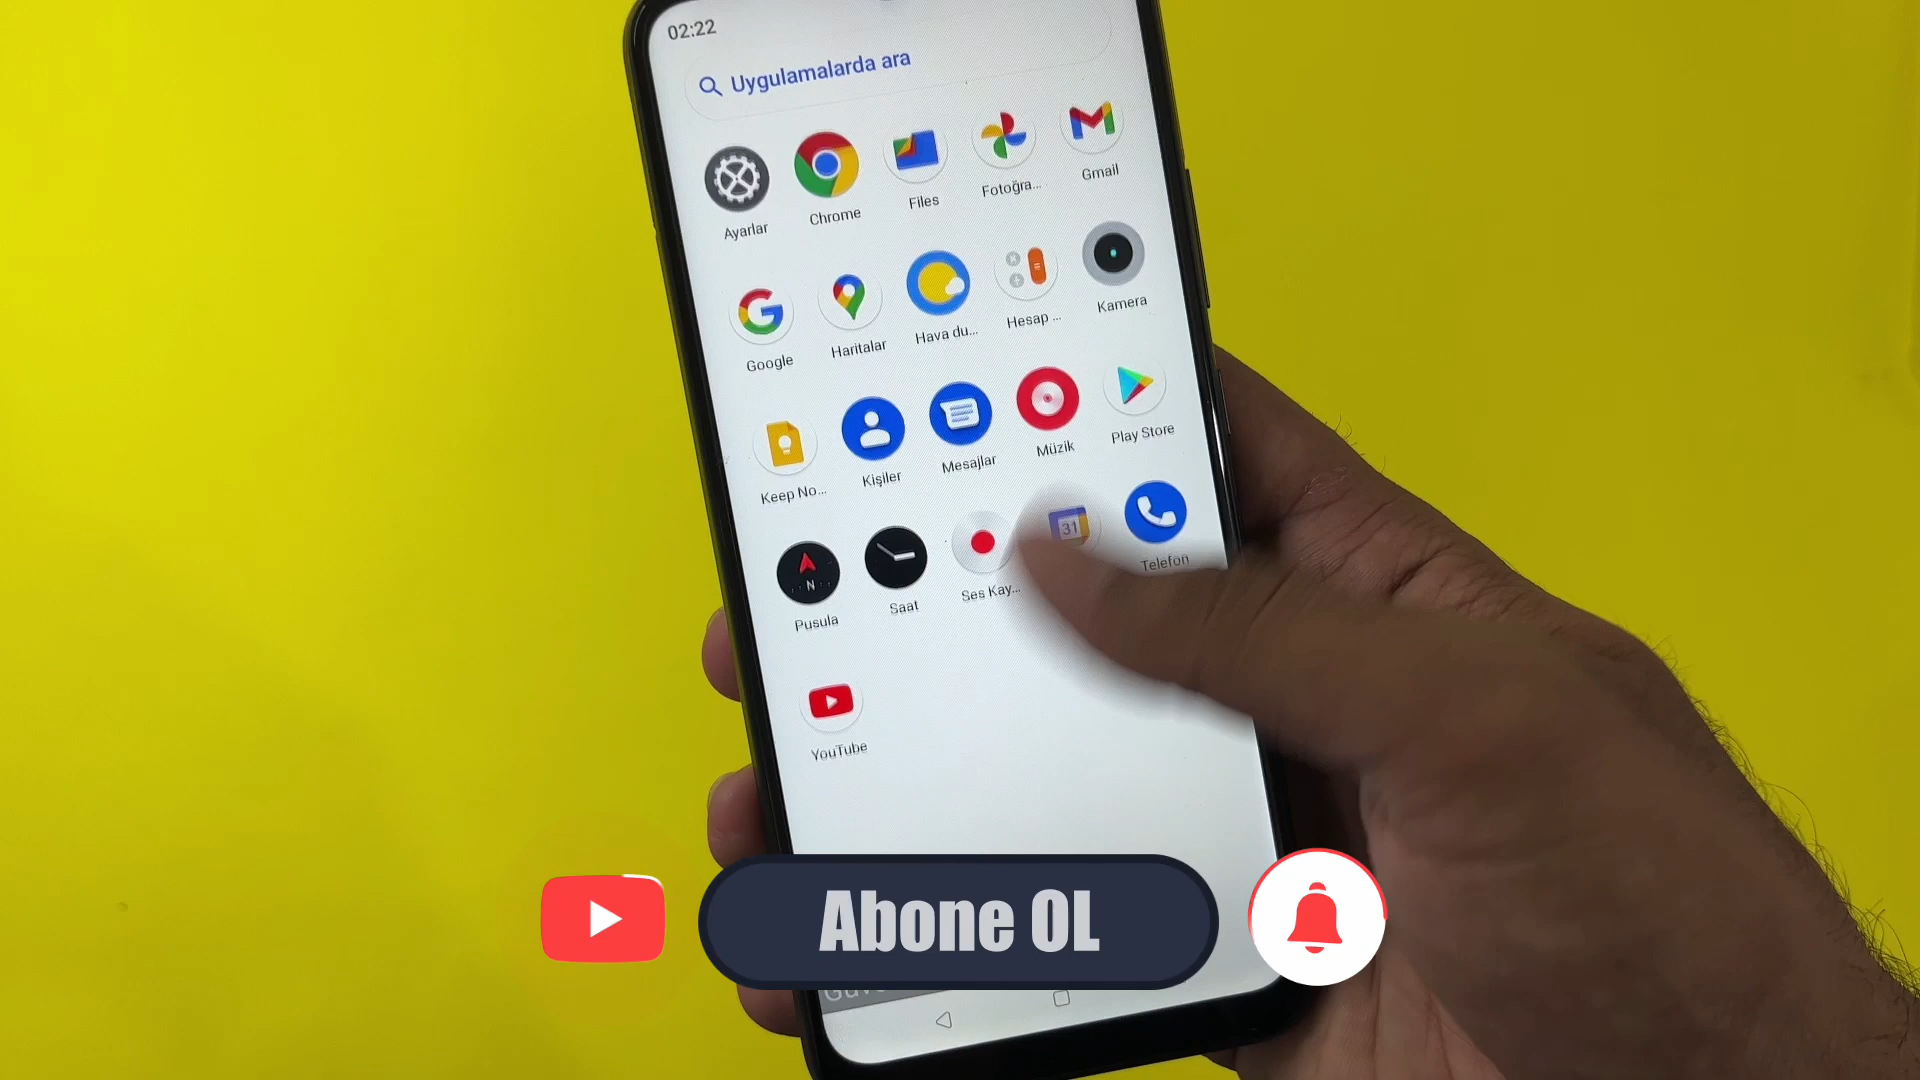 02:22
Uygulamalarda ara
Ayarlar
Chrome
Files
Fotoğra...
Gmail
Google
Haritalar
Hava du...
Hesap ...
Kamera
Keep No...
Kişiler
Mesajlar
Müzik
Play Store
N
31
Pusula
Saat
Ses Kay...
Telefon
YouTube
Abone OL